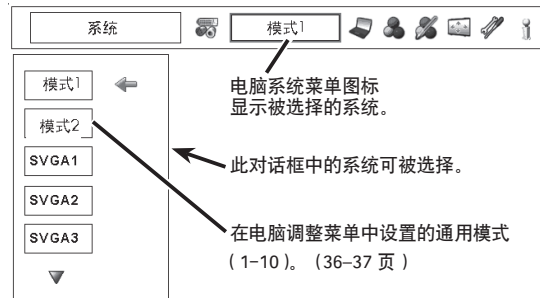 系统
模式1
模式1
模式2
SVGA1
SVGA2
SVGA3
电脑系统菜单图标
显示被选择的系统。
此对话框中的系统可被选择。
在电脑调整菜单中设置的通用模式
(1-10)。(36–37 页)